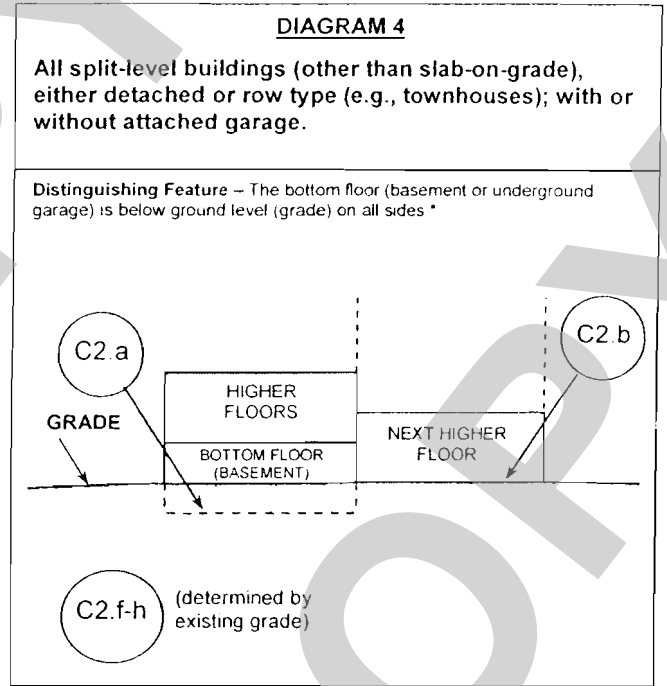 DIAGRAM 4
All split-level buildings (other than slab-on-grade),
either detached or row type (e.g., townhouses); with or
without attached garage.
Distinguishing Feature – The bottom floor (basement or underground
garage) is below ground level (grade) on all sides *
C2.a
C2.b
HIGHER
FLOORS
GRADE
NEXT HIGHER
FLOOR
BOTTOM FLOOR
(BASEMENT)
C2.f-h
(determined by
existing grade)